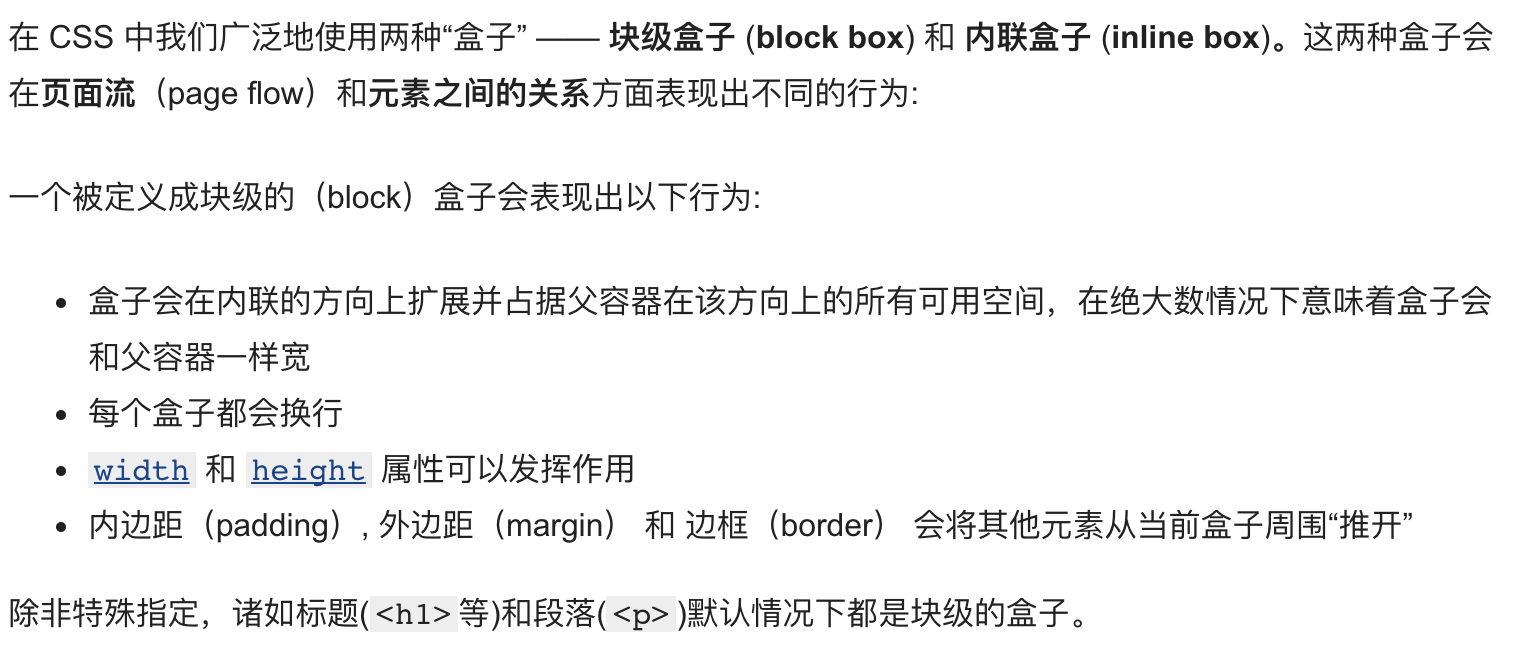 在 CSS 中我们广泛地使用两种“盒子” —— 块级盒子 (block box) 和 内联盒子 (inline box)。这两种盒子会
在页面流（page flow）和元素之间的关系方面表现出不同的行为:
一个被定义成块级的（block）盒子会表现出以下行为:
• 盒子会在内联的方向上扩展并占据父容器在该方向上的所有可用空间，在绝大数情况下意味着盒子会
和父容器一样宽
• 每个盒子都会换行
• width 和 height 属性可以发挥作用
• 内边距（padding）, 外边距（margin） 和 边框（border） 会将其他元素从当前盒子周围“推开”
除非特殊指定，诸如标题(<h1>等)和段落(<p>)默认情况下都是块级的盒子。